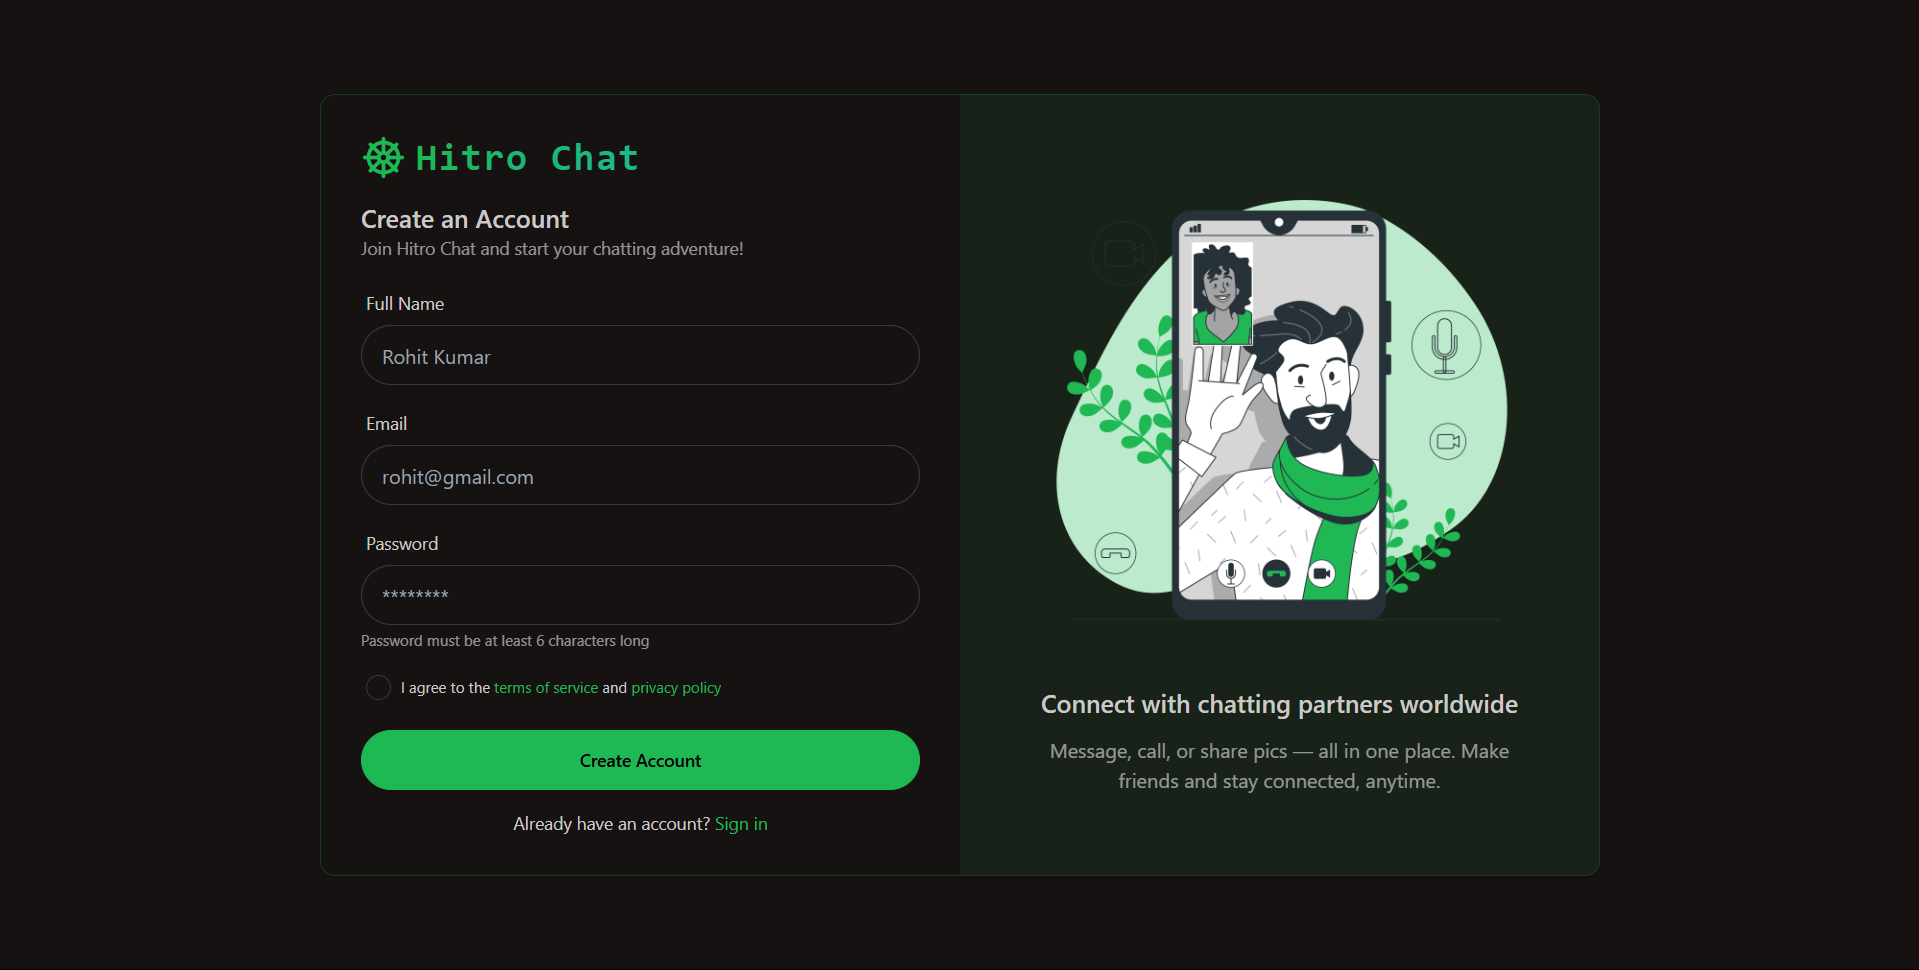 Hitro Chat
Create an Account
Join Hitro Chat and start your chatting adventure!
Full Name
Rohit Kumar
Email
rohit@gmail.com
Password
********
Password must be at least 6 characters long
I agree to the terms of service and privacy policy
Create Account
Already have an account? Sign in
Connect with chatting partners worldwide
Message, call, or share pics — all in one place. Make
friends and stay connected, anytime.